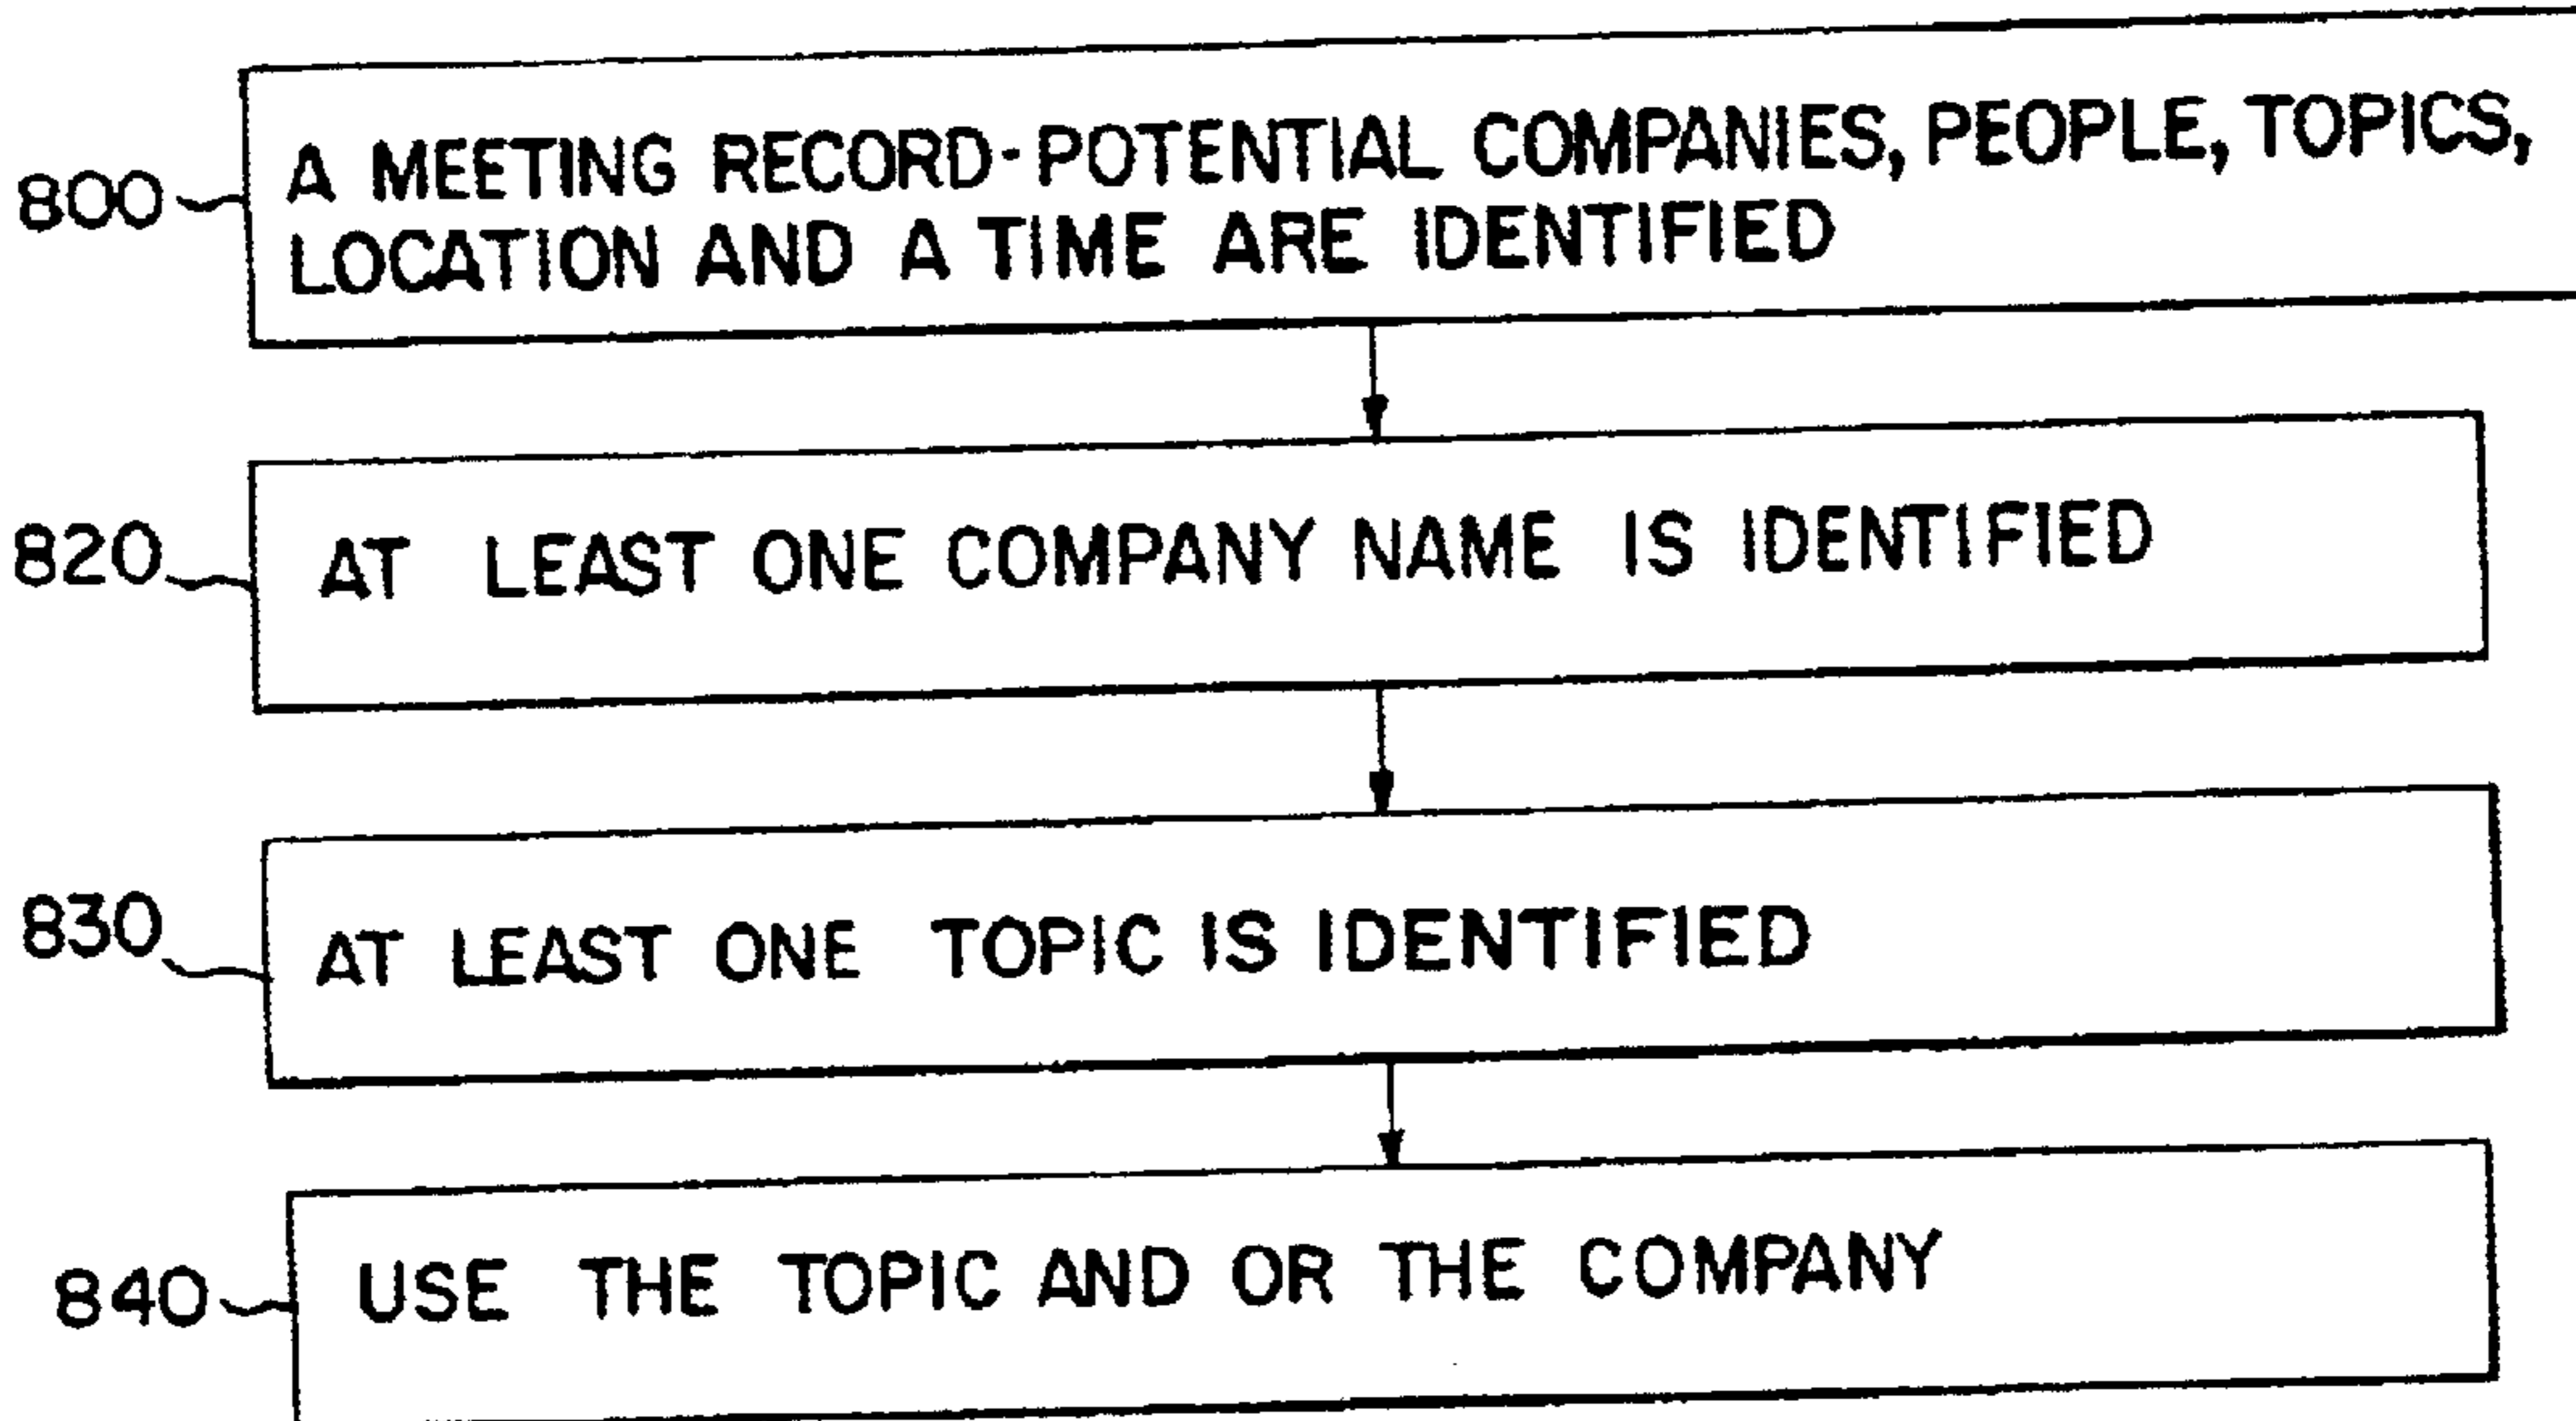 800 A MEETING RECORD-POTENTIAL COMPANIES, PEOPLE, TOPICS,
LOCATION AND A TIME ARE IDENTIFIED
820 AT LEAST ONE COMPANY NAME IS IDENTIFIED
830 AT LEAST ONE TOPIC IS IDENTIFIED
840 USE THE TOPIC AND OR THE COMPANY